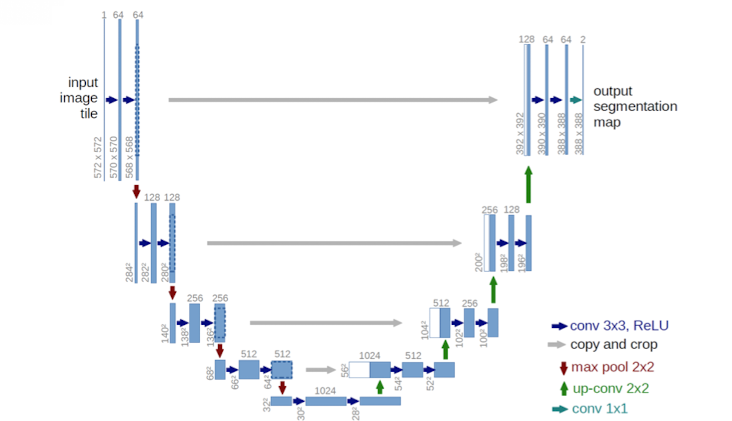 1 64 64
128 64 64 2
input
image
tile
output
segmentation
map
572 x 572
570 x 570
568 x 568
392 x 392
390 x 390
388 x 388
388 x 388
128 128
256 128
284²
282²
280²
200²
198²
196²
256 256
512 256
140²
138²
136²
104²
102²
100²
512 512
1024 512
68²
66²
64²
56²
54²
52²
1024
32²
30²
28²
conv 3x3, ReLU
copy and crop
max pool 2x2
up-conv 2x2
conv 1x1